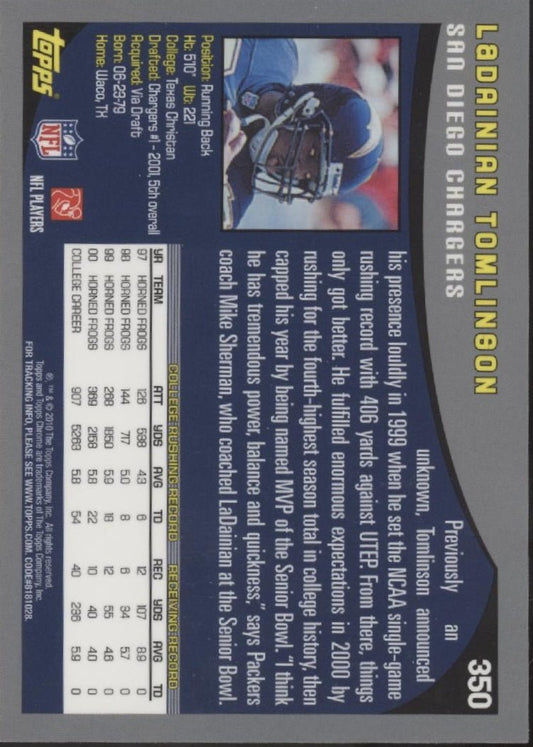 LADAINIAN TOMLINSON
SAN DIEGO CHARGERS
350
Previously an
unknown, Tomlinson announced
his presence loudly in 1999 when he set the NCAA single-game
rushing record with 406 yards against UTEP. From there, things
only got better. He fulfilled enormous expectations in 2000 by
rushing for the fourth-highest season total in college history, then
capped his year by being named MVP of the Senior Bowl. "I think
he has tremendous power, balance and quickness," says Packers
coach Mike Sherman, who coached LaDainian at the Senior Bowl.
Position: Running Back
Ht: 5'10" Wt: 221
College: Texas Christian
Drafted: Chargers #1 - 2001, 5th overall
Acquired: Via Draft
Born: 06-23-79
Home: Waco, TX
COLLEGE RUSHING RECORD RECEIVING RECORD
YR TEAM ATT YDS AVG TD REC YDS AVG TD
97 HORNED FROGS 126 538 4.3 6 12 107 8.9 0
98 HORNED FROGS 144 717 5.0 8 6 34 5.7 0
99 HORNED FROGS 268 1850 5.9 18 12 55 4.6 0
00 HORNED FROGS 369 2158 5.8 22 10 40 4.0 0
COLLEGE CAREER 907 5263 5.8 54 40 236 5.9 0
Topps
NFL
NFL PLAYERS
®, ™ & © 2010 The Topps Company, Inc. All rights reserved.
Topps and Topps Chrome are trademarks of The Topps Company, Inc.
FOR TRACKING INFO, PLEASE SEE WWW.TOPPS.COM. CODE#8181028.